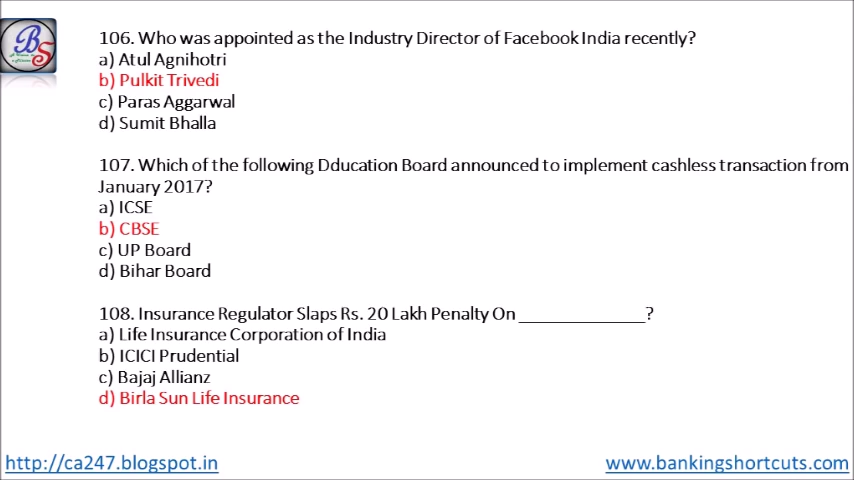 BS
106. Who was appointed as the Industry Director of Facebook India recently?
a) Atul Agnihotri
b) Pulkit Trivedi
c) Paras Aggarwal
d) Sumit Bhalla
107. Which of the following Dducation Board announced to implement cashless transaction from
January 2017?
a) ICSE
b) CBSE
c) UP Board
d) Bihar Board
108. Insurance Regulator Slaps Rs. 20 Lakh Penalty On ______________?
a) Life Insurance Corporation of India
b) ICICI Prudential
c) Bajaj Allianz
d) Birla Sun Life Insurance
http://ca247.blogspot.in
www.bankingshortcuts.com